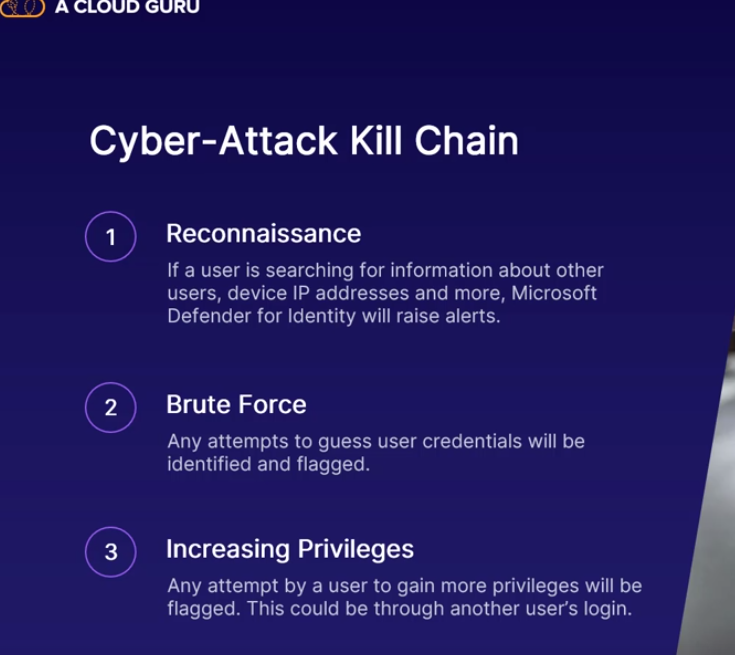 A CLOUD GURU
Cyber-Attack Kill Chain
1
Reconnaissance
If a user is searching for information about other
users, device IP addresses and more, Microsoft
Defender for Identity will raise alerts.
2
Brute Force
Any attempts to guess user credentials will be
identified and flagged.
3
Increasing Privileges
Any attempt by a user to gain more privileges will be
flagged. This could be through another user's login.